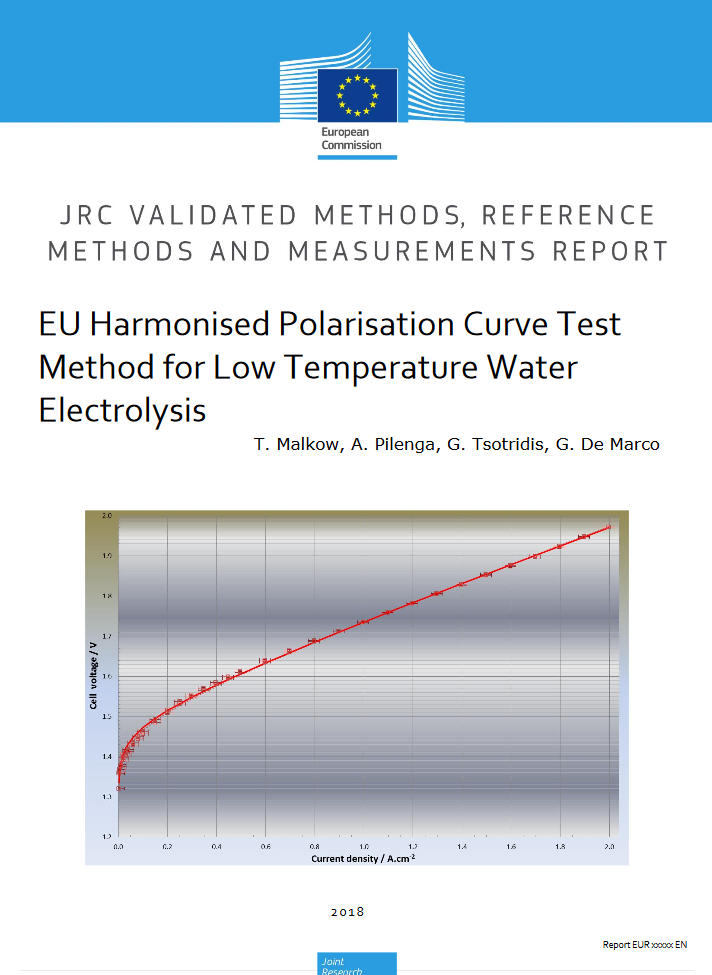 European
Commission
JRC VALIDATED METHODS, REFERENCE
METHODS AND MEASUREMENTS REPORT
EU Harmonised Polarisation Curve Test
Method for Low Temperature Water
Electrolysis
T. Malkow, A. Pilenga, G. Tsotridis, G. De Marco
2.0
1.9
1.8
1.7
1.6
1.5
1.4
1.3
1.2
Cell voltage / V
0.0 0.2 0.4 0.6 0.8 1.0 1.2 1.4 1.6 1.8 2.0
Current density / A.cm-2
2018
Report EUR xxxxx EN
Joint
Research